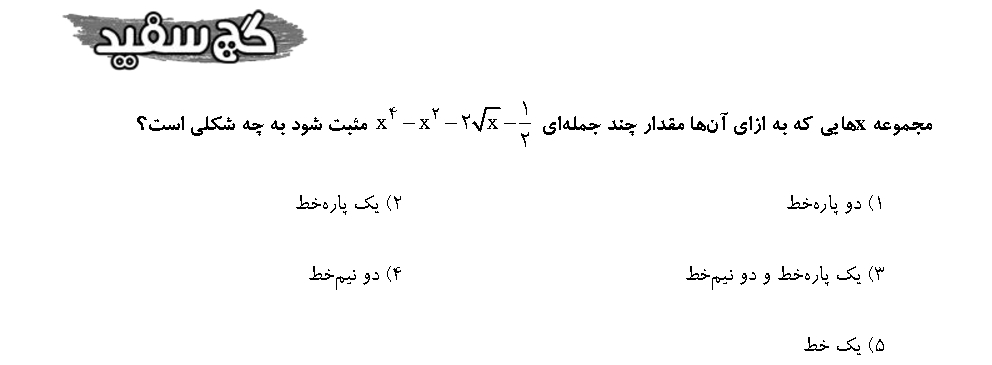 گچ سفید
مجموعه xهایی که به ازای آن‌ها مقدار چند جمله‌ای x^۴ − x^۲ − ۲√x − ۱/۲ مثبت شود به چه شکلی است؟
۱) دو پاره‌خط ۲) یک پاره‌خط
۳) یک پاره‌خط و دو نیم‌خط ۴) دو نیم‌خط
۵) یک خط